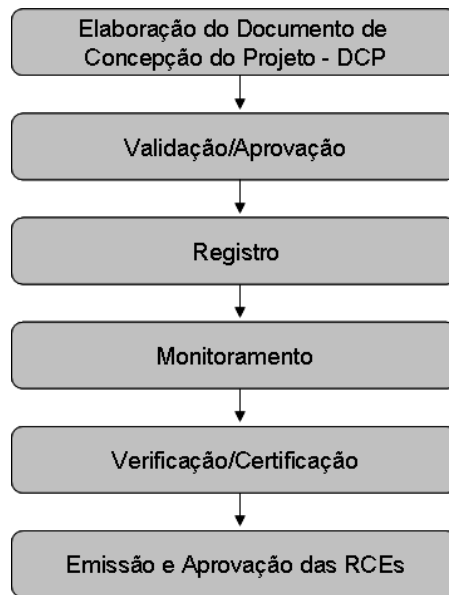 Elaboração do Documento de
Concepção do Projeto - DCP
Validação/Aprovação
Registro
Monitoramento
Verificação/Certificação
Emissão e Aprovação das RCEs